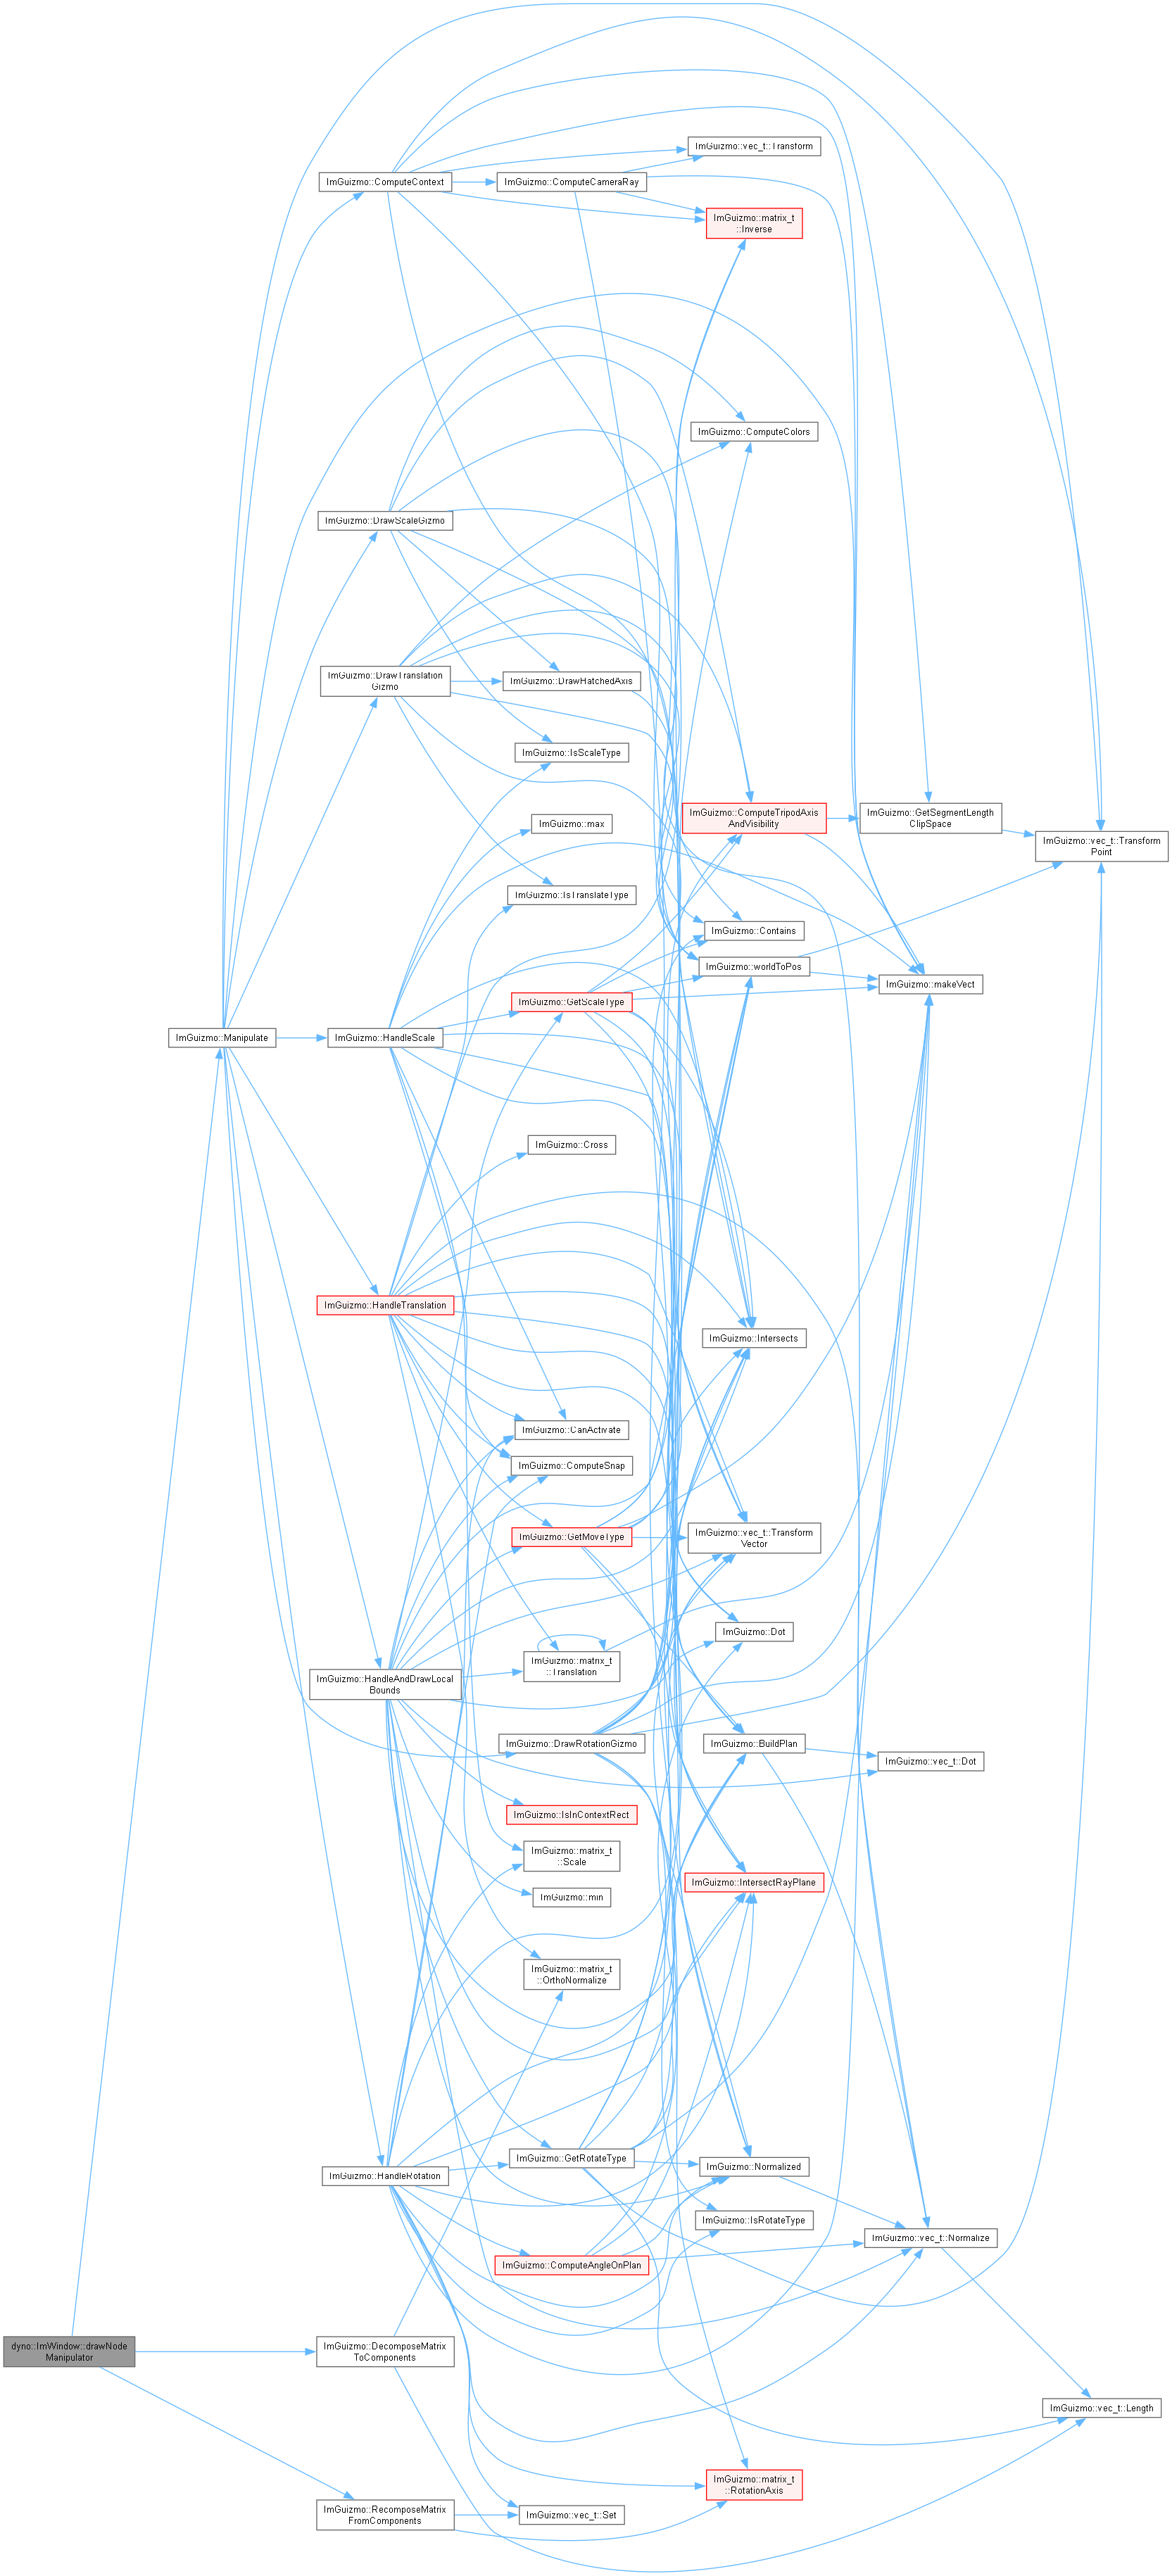 ImGuizmo::vec_t::Transform
ImGuizmo::ComputeContext
ImGuizmo::ComputeCameraRay
ImGuizmo::matrix_t
::Inverse
ImGuizmo::ComputeColors
ImGuizmo::DrawScaleGizmo
ImGuizmo::DrawTranslation
Gizmo
ImGuizmo::DrawHatchedAxis
ImGuizmo::IsScaleType
ImGuizmo::max
ImGuizmo::ComputeTripodAxis
AndVisibility
ImGuizmo::GetSegmentLength
ClipSpace
ImGuizmo::vec_t::Transform
Point
ImGuizmo::IsTranslateType
ImGuizmo::Contains
ImGuizmo::worldToPos
ImGuizmo::makeVect
ImGuizmo::GetScaleType
ImGuizmo::Manipulate
ImGuizmo::HandleScale
ImGuizmo::Cross
ImGuizmo::HandleTranslation
ImGuizmo::Intersects
ImGuizmo::CanActivate
ImGuizmo::ComputeSnap
ImGuizmo::GetMoveType
ImGuizmo::vec_t::Transform
Vector
ImGuizmo::Dot
ImGuizmo::matrix_t
::Translation
ImGuizmo::HandleAndDrawLocal
Bounds
ImGuizmo::DrawRotationGizmo
ImGuizmo::BuildPlan
ImGuizmo::vec_t::Dot
ImGuizmo::IsInContextRect
ImGuizmo::matrix_t
::Scale
ImGuizmo::IntersectRayPlane
ImGuizmo::min
ImGuizmo::matrix_t
::OrthoNormalize
ImGuizmo::GetRotateType
ImGuizmo::Normalized
ImGuizmo::HandleRotation
ImGuizmo::IsRotateType
ImGuizmo::vec_t::Normalize
ImGuizmo::ComputeAngleOnPlan
dyno::ImWindow::drawNode
Manipulator
ImGuizmo::DecomposeMatrix
ToComponents
ImGuizmo::vec_t::Length
ImGuizmo::matrix_t
::RotationAxis
ImGuizmo::RecomposeMatrix
FromComponents
ImGuizmo::vec_t::Set